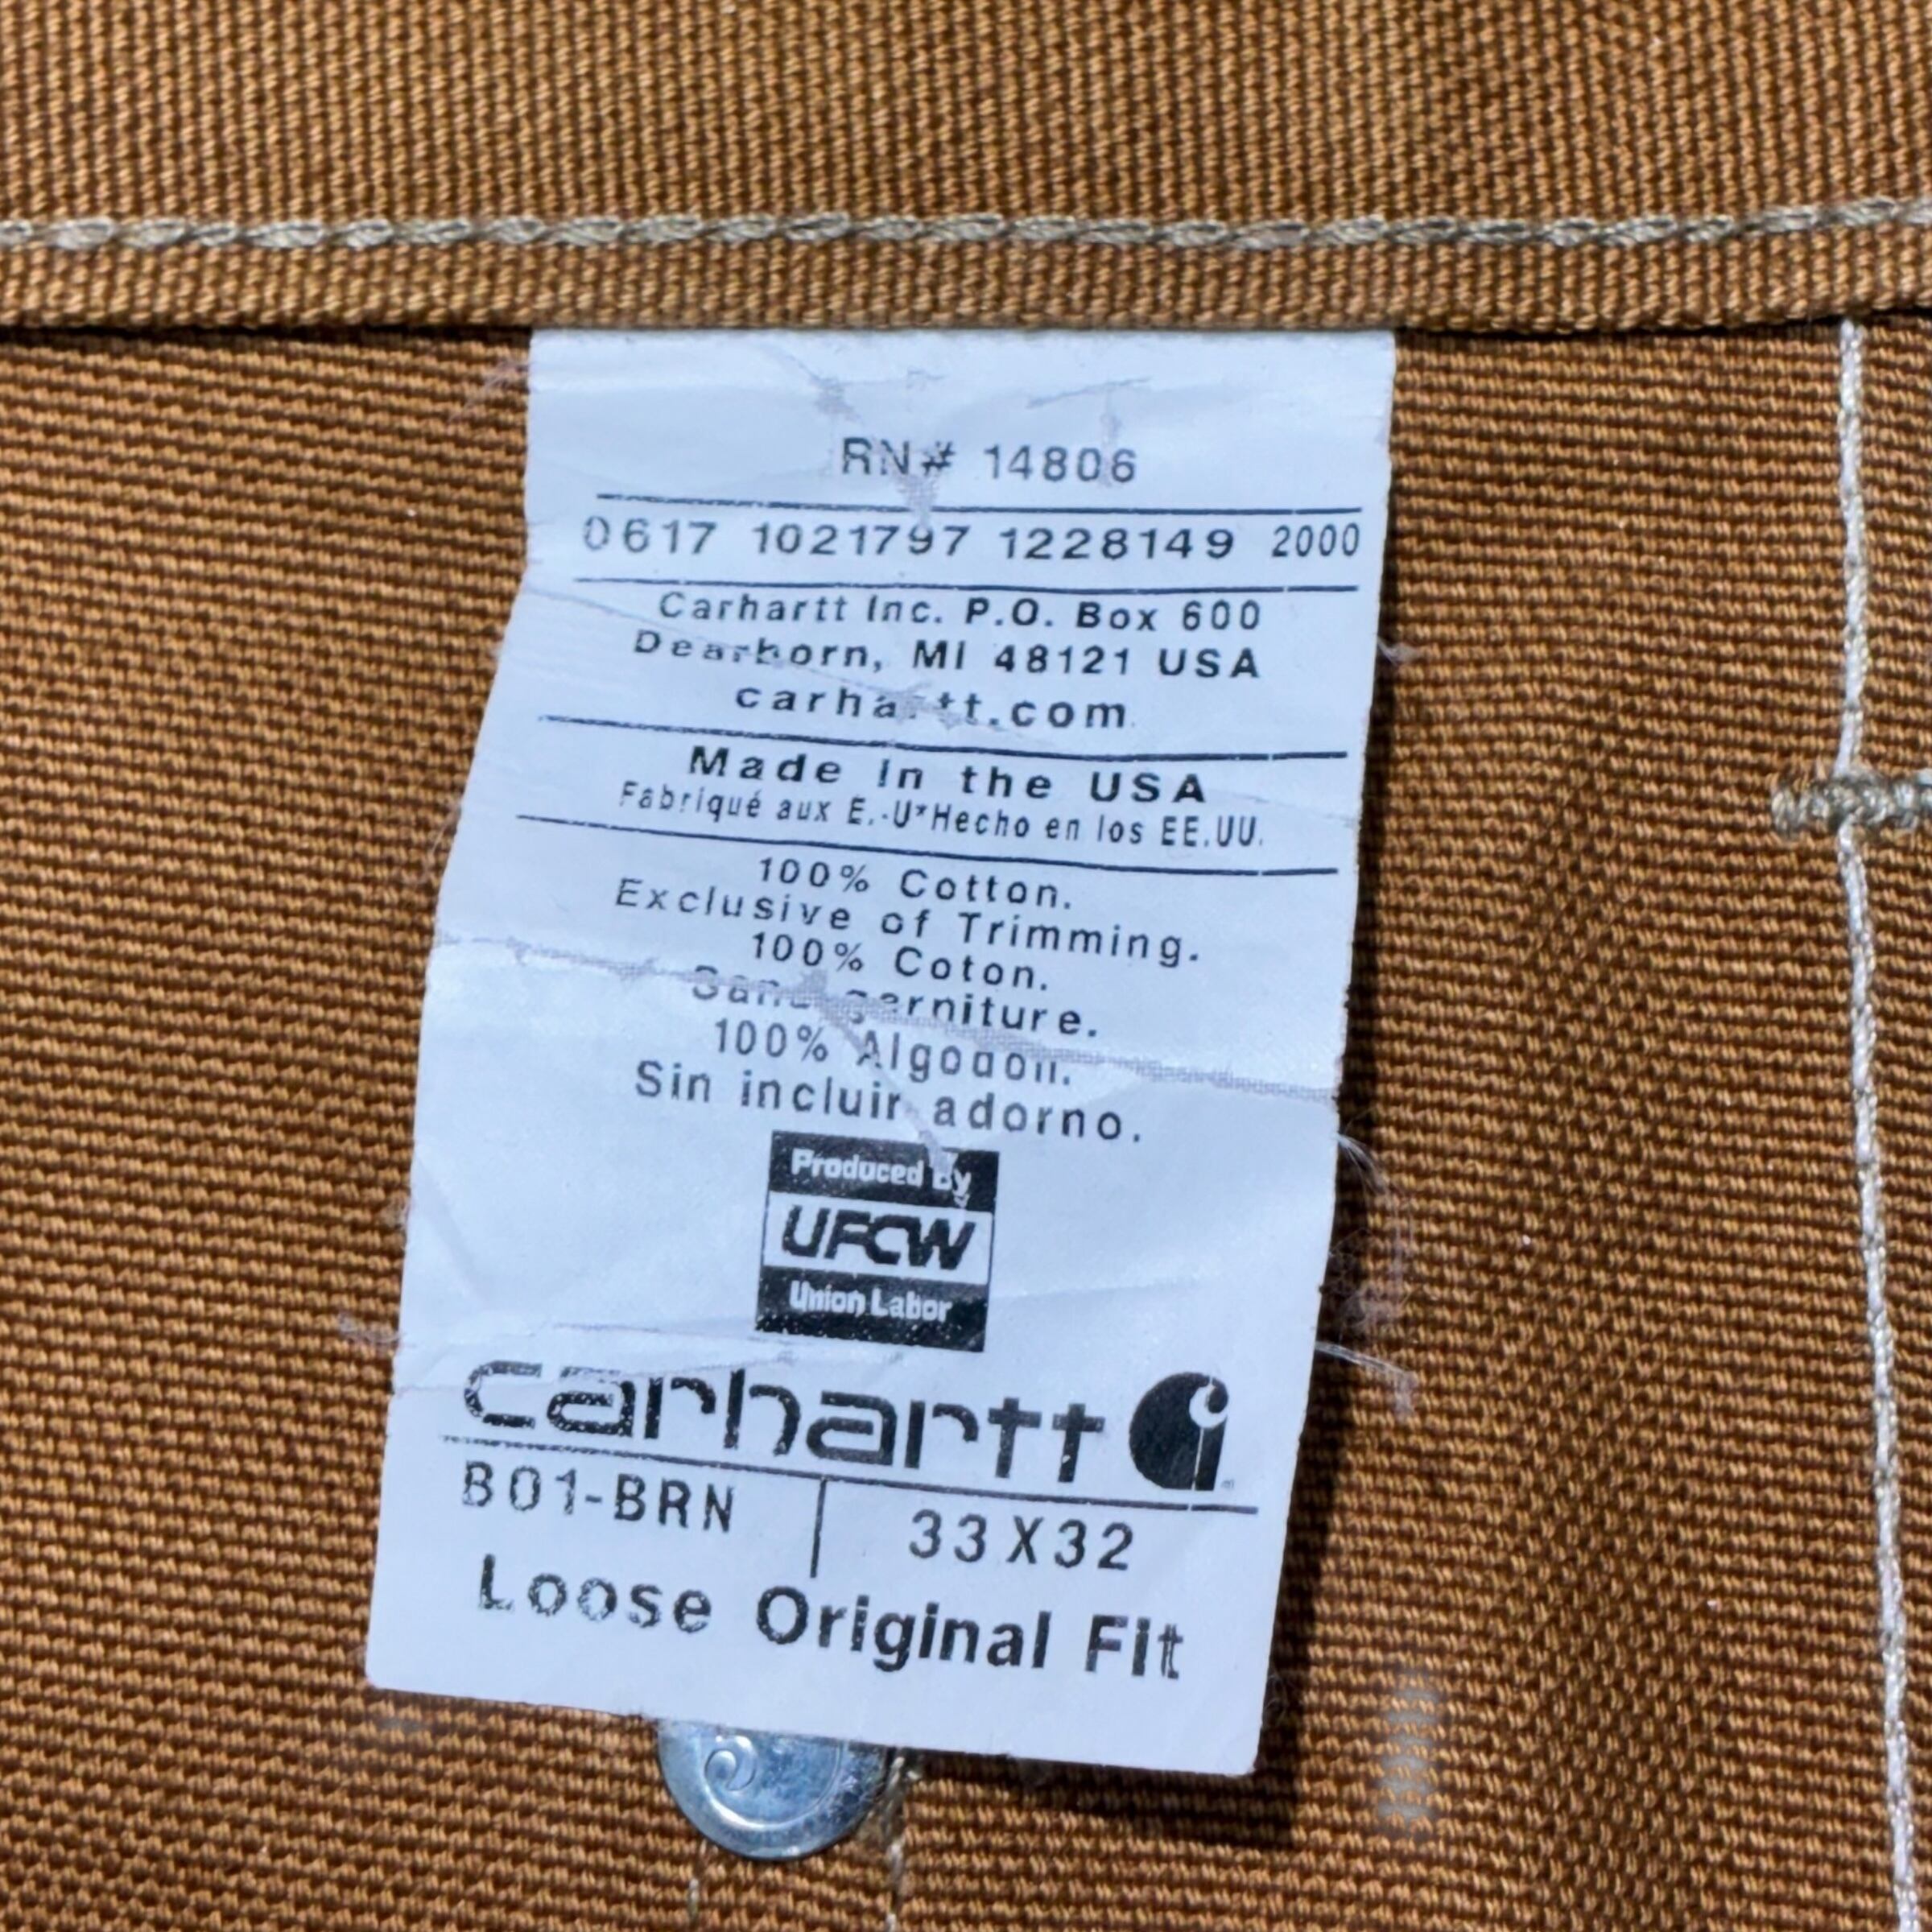 RN# 14806
0617 1021797 1228149 2000
Carhartt Inc. P.O. Box 600
Dearborn, MI 48121 USA
carhartt.com
Made In the USA
Fabriqué aux E.-U*Hecho en los EE.UU.
100% Cotton.
Exclusive of Trimming.
100% Coton.
Sans garniture.
100% Algodon.
Sin incluir adorno.
Produced By
UFCW
Union Labor
carhartt
B01-BRN | 33X32
Loose Original Fit